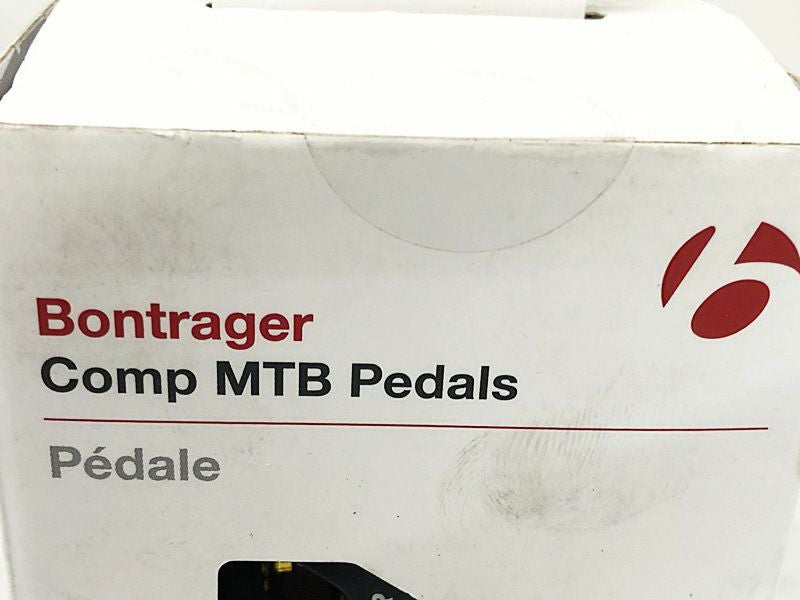 Bontrager
Comp MTB Pedals
Pédale